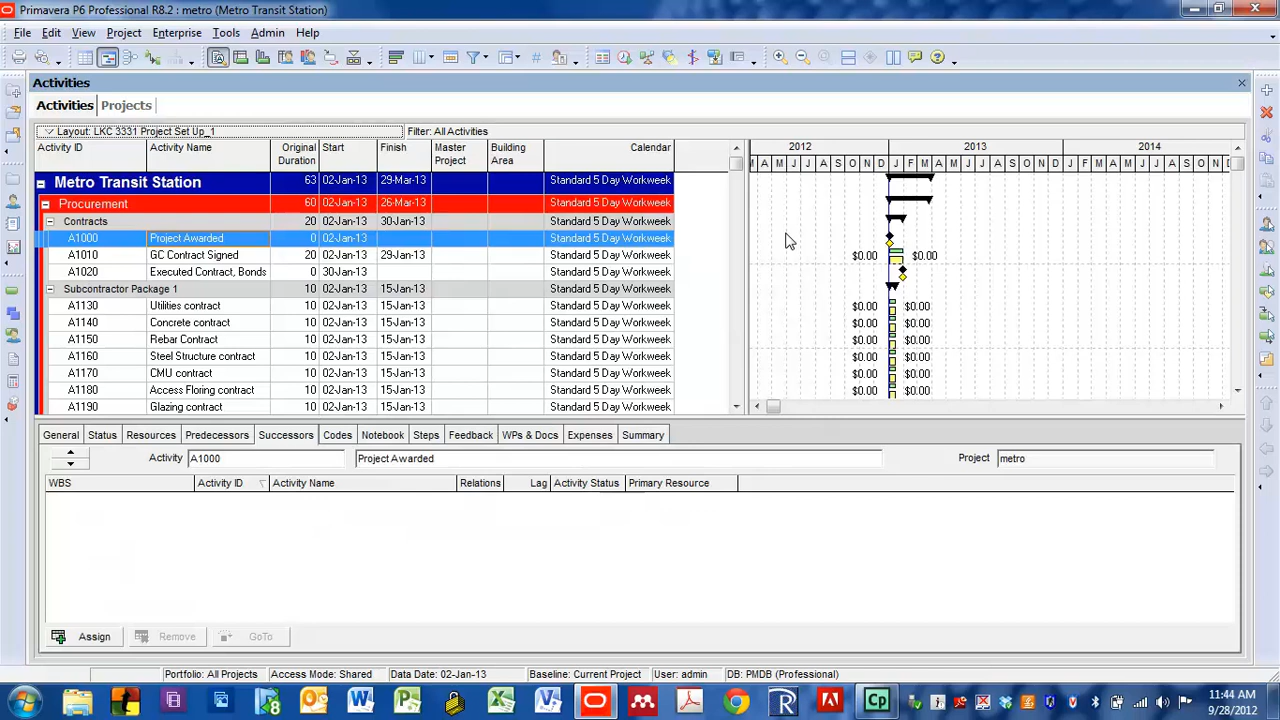 Primavera P6 Professional R8.2 : metro (Metro Transit Station)
File Edit View Project Enterprise Tools Admin Help
Activities
Activities Projects
Layout: LKC 3331 Project Set Up_1 Filter: All Activities
Activity ID Activity Name Original Duration Start Finish Master Project Building Area Calendar 2012 2013 2014
A M J J A S O N D J F M A M J J A S O N D J F M A M J J A S O N
Metro Transit Station 63 02-Jan-13 29-Mar-13 Standard 5 Day Workweek
Procurement 60 02-Jan-13 26-Mar-13 Standard 5 Day Workweek
Contracts 20 02-Jan-13 30-Jan-13 Standard 5 Day Workweek
A1000 Project Awarded 0 02-Jan-13 Standard 5 Day Workweek
A1010 GC Contract Signed 20 02-Jan-13 29-Jan-13 Standard 5 Day Workweek $0.00 $0.00
A1020 Executed Contract, Bonds 0 30-Jan-13 Standard 5 Day Workweek
Subcontractor Package 1 10 02-Jan-13 15-Jan-13 Standard 5 Day Workweek
A1130 Utilities contract 10 02-Jan-13 15-Jan-13 Standard 5 Day Workweek $0.00 $0.00
A1140 Concrete contract 10 02-Jan-13 15-Jan-13 Standard 5 Day Workweek $0.00 $0.00
A1150 Rebar Contract 10 02-Jan-13 15-Jan-13 Standard 5 Day Workweek $0.00 $0.00
A1160 Steel Structure contract 10 02-Jan-13 15-Jan-13 Standard 5 Day Workweek $0.00 $0.00
A1170 CMU contract 10 02-Jan-13 15-Jan-13 Standard 5 Day Workweek $0.00 $0.00
A1180 Access Floring contract 10 02-Jan-13 15-Jan-13 Standard 5 Day Workweek $0.00 $0.00
A1190 Glazing contract 10 02-Jan-13 15-Jan-13 Standard 5 Day Workweek
General Status Resources Predecessors Successors Codes Notebook Steps Feedback WPs & Docs Expenses Summary
Activity A1000 Project Awarded Project metro
WBS Activity ID Activity Name Relations Lag Activity Status Primary Resource
Assign Remove GoTo
Portfolio: All Projects Access Mode: Shared Data Date: 02-Jan-13 Baseline: Current Project User: admin DB: PMDB (Professional)
11:44 AM
9/28/2012